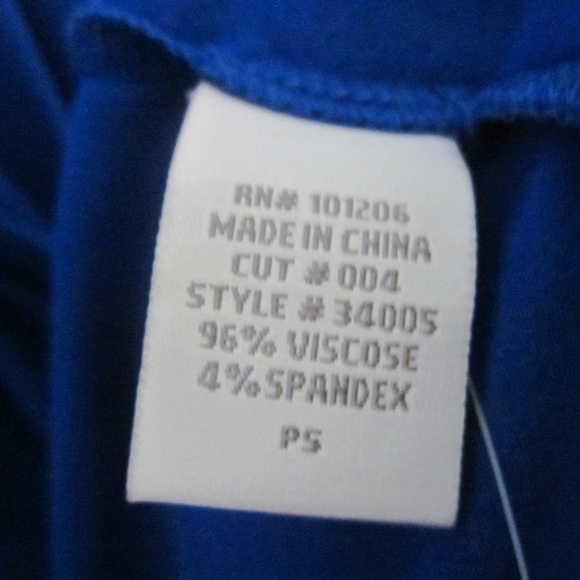 RN# 101206
MADE IN CHINA
CUT # 004
STYLE # 34005
96% VISCOSE
4% SPANDEX
PS